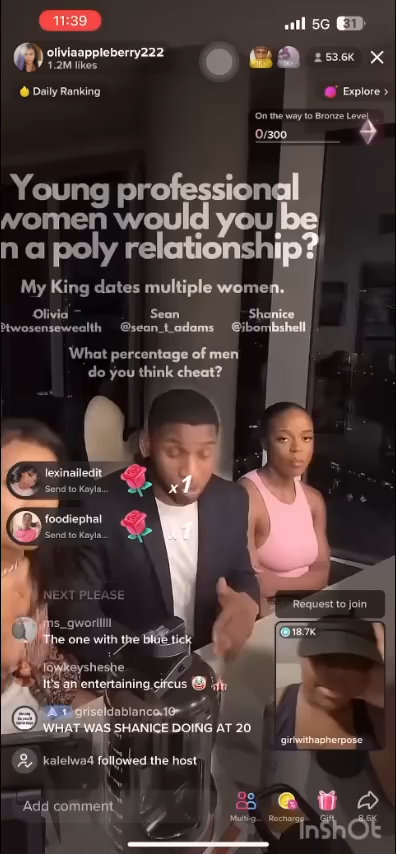 11:39
5G
31
oliviaappleberry222
1.2M likes
53.6K
Daily Ranking
Explore
On the way to Bronze Level
0/300
Young professional
women would you be
n a poly relationship?
My King dates multiple women.
Olivia Sean Shanice
@twosensewealth @sean_t_adams @ibombshell
What percentage of men
do you think cheat?
lexinailedit
Send to Kayla...
x1
foodiephal
Send to Kayla...
x1
NEXT PLEASE
ms_gworlllll
The one with the blue tick
lowkeysheshe
It's an entertaining circus 🤡 🎪
1 griseldablanco.10
WHAT WAS SHANICE DOING AT 20
kalelwa4 followed the host
Request to join
18.7K
girlwithapherpose
Add comment
Multi-g...
Recharge
Gift
8.6K
InShOt